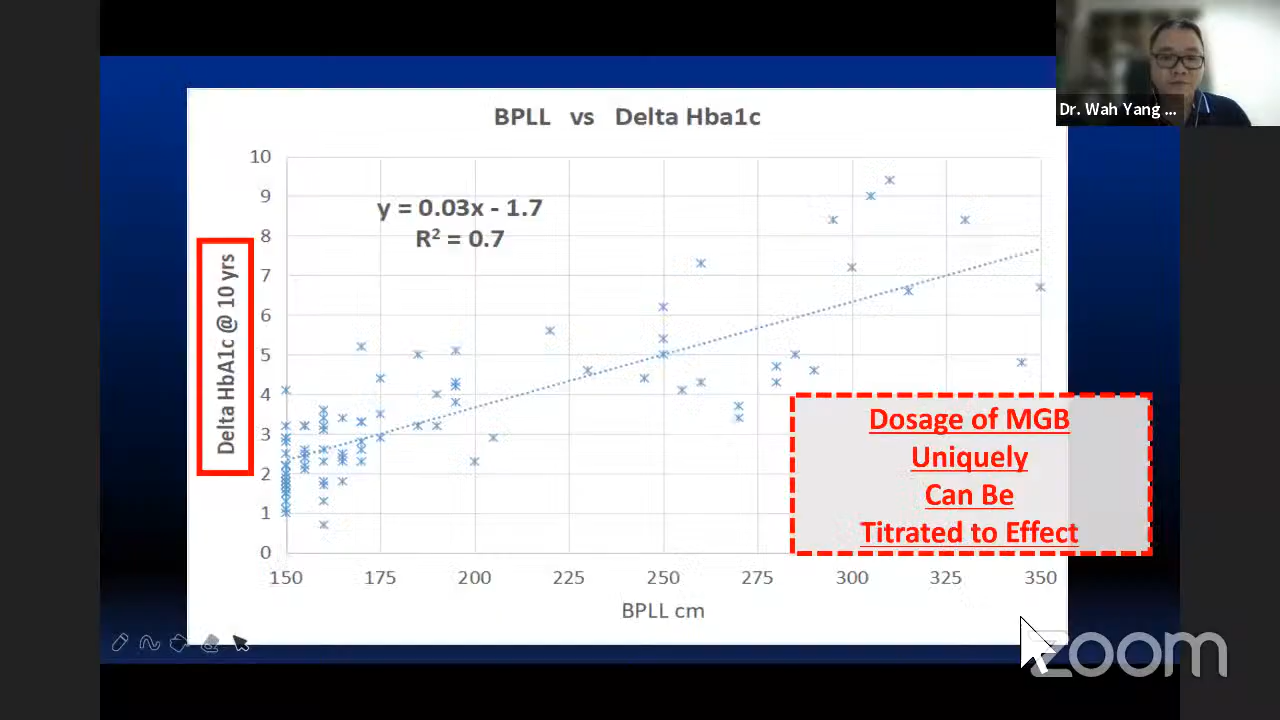 Dr. Wah Yang ...
BPLL vs Delta Hba1c
y = 0.03x - 1.7
R² = 0.7
Delta HbA1c @ 10 yrs
10
9
8
7
6
5
4
3
2
1
0
150 175 200 225 250 275 300 325 350
BPLL cm
Dosage of MGB
Uniquely
Can Be
Titrated to Effect
zoom